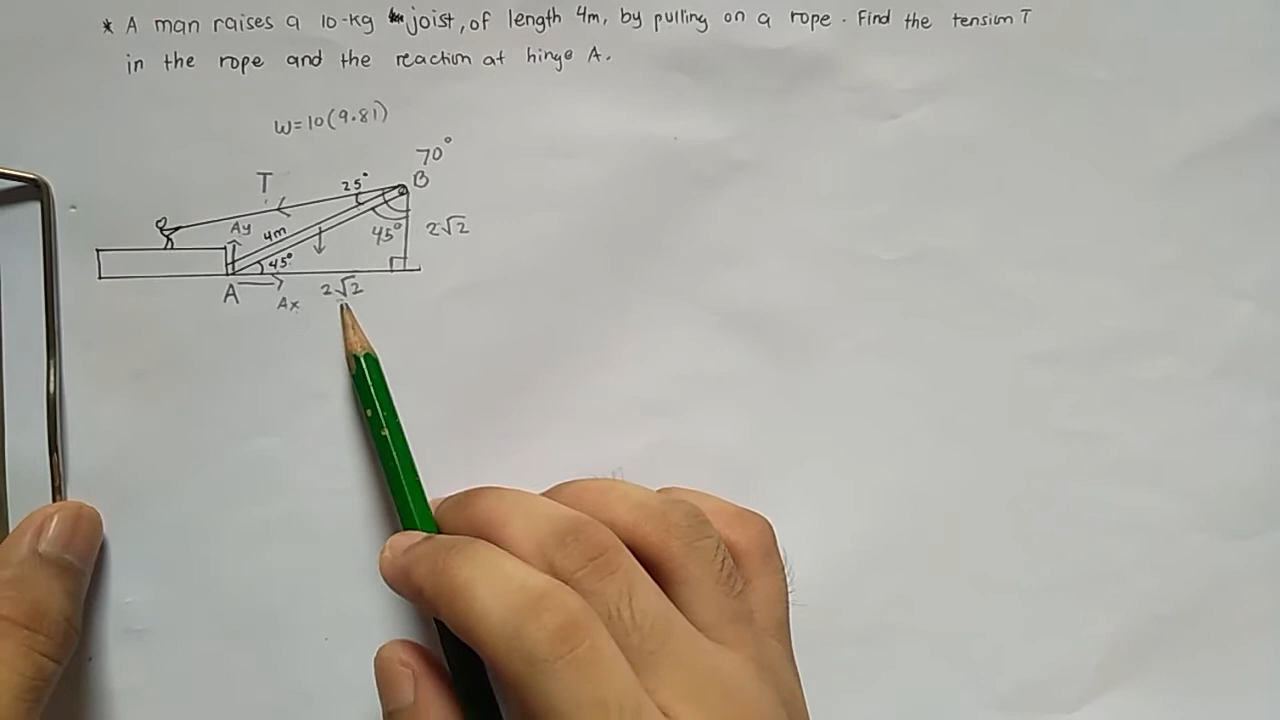 * A man raises a 10-kg joist, of length 4m, by pulling on a rope. Find the tension T
in the rope and the reaction at hinge A.
W=10(9.81)
70°
T
25°
B
Ay
4m
45°
2√2
45°
A
2√2
Ax